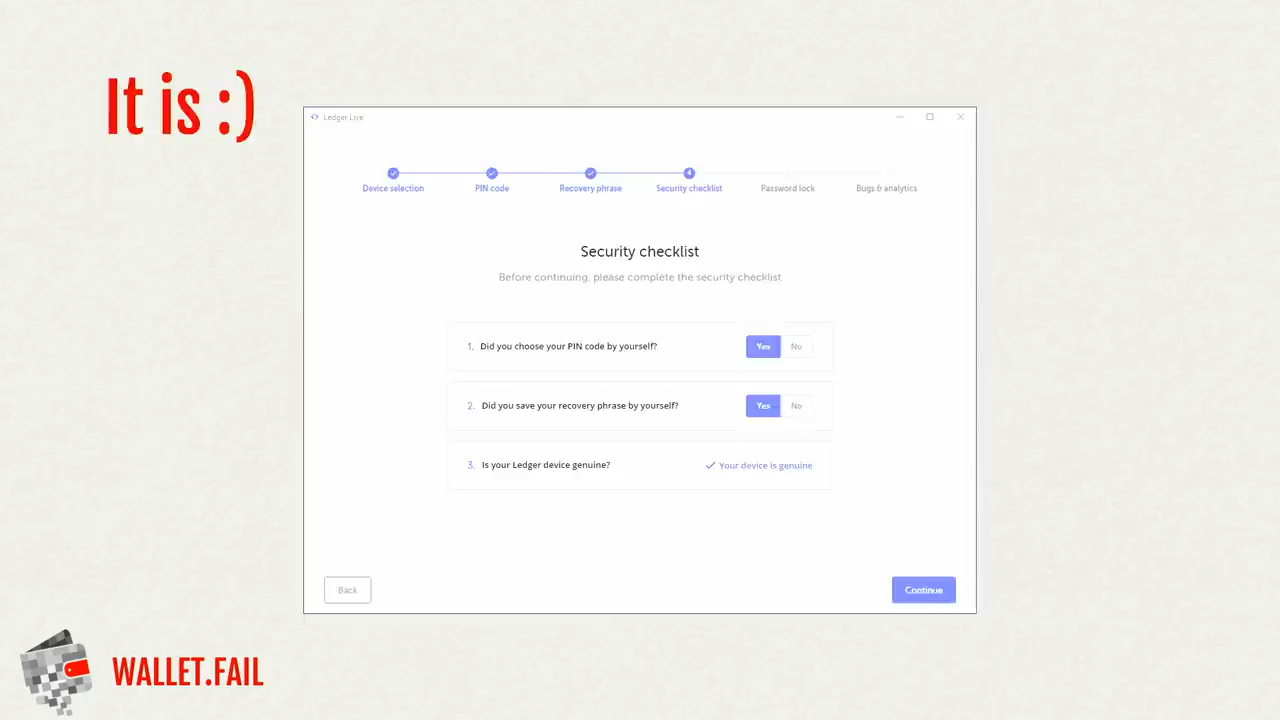 It is :)
Ledger Live
Device selection
PIN code
Recovery phrase
4
Security checklist
Password lock
Bugs & analytics
Security checklist
Before continuing, please complete the security checklist
1. Did you choose your PIN code by yourself?
Yes
No
2. Did you save your recovery phrase by yourself?
Yes
No
3. Is your Ledger device genuine?
Your device is genuine
Back
Continue
WALLET.FAIL